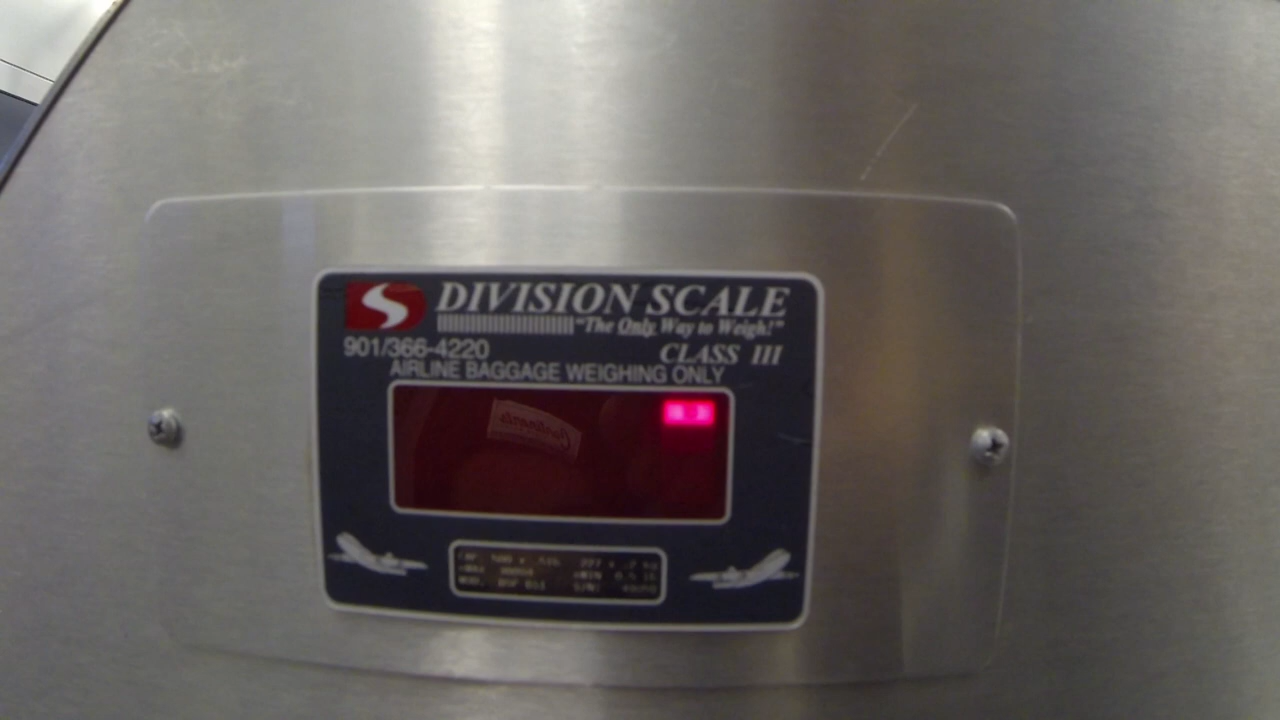 S DIVISION SCALE
"The Only Way to Weigh!"
901/366-4220
CLASS III
AIRLINE BAGGAGE WEIGHING ONLY